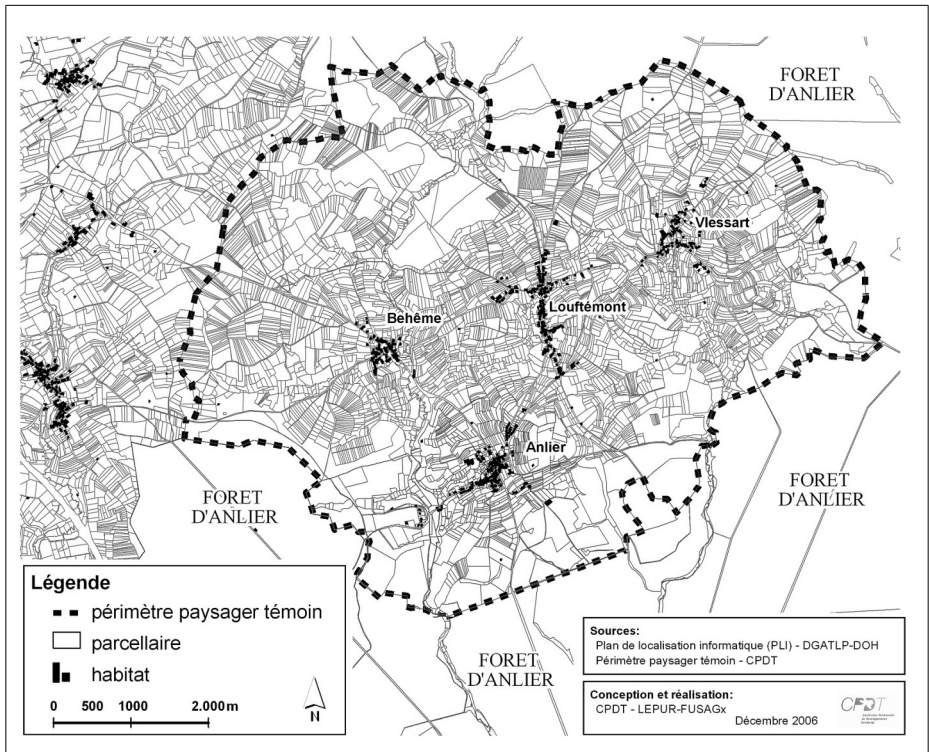 FORET
D'ANLIER
Vlessart
Louftémont
Behême
Anlier
FORET
D'ANLIER
FORET
D'ANLIER
FORET
D'ANLIER
Légende
périmètre paysager témoin
parcellaire
habitat
0 500 1000 2.000 m
N
Sources:
Plan de localisation informatique (PLI) - DGATLP-DOH
Périmètre paysager témoin - CPDT
Conception et réalisation:
CPDT - LEPUR-FUSAGx
Décembre 2006
CPDT